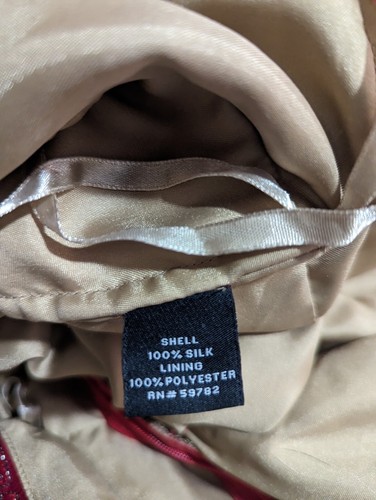 SHELL
100% SILK
LINING
100% POLYESTER
RN# 59782